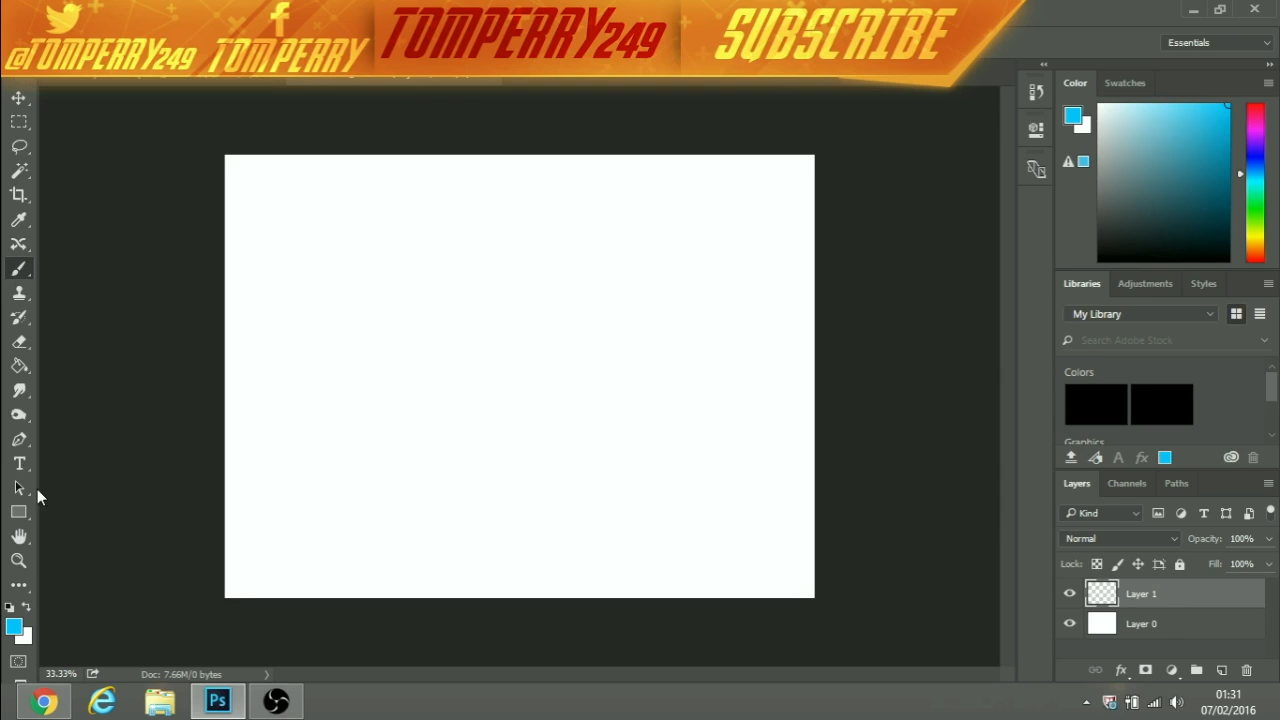 @TOMPERRY249
TOMPERRY
TOMPERRY249
SUBSCRIBE
Essentials
Color
Swatches
Libraries
Adjustments
Styles
My Library
Search Adobe Stock
Colors
Graphics
Layers
Channels
Paths
Kind
Normal
Opacity: 100%
Lock:
Fill: 100%
Layer 1
Layer 0
33.33%
Doc: 7.66M/0 bytes
Ps
01:31
07/02/2016